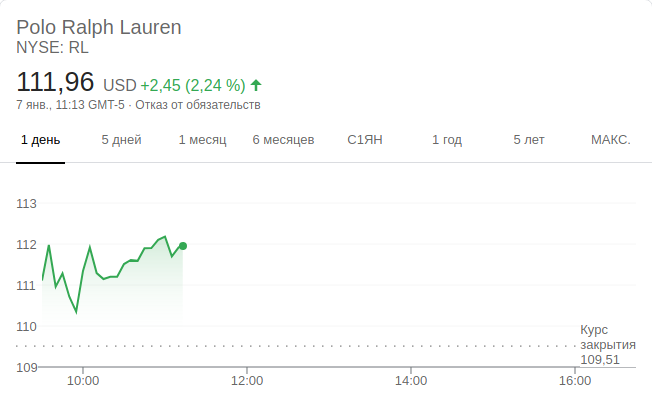 Polo Ralph Lauren
NYSE: RL
111,96 USD +2,45 (2,24 %)
7 янв., 11:13 GMT-5 · Отказ от обязательств
1 день 5 дней 1 месяц 6 месяцев С1ЯН 1 год 5 лет МАКС.
113
112
111
110
Курс
закрытия
109,51
109
10:00 12:00 14:00 16:00